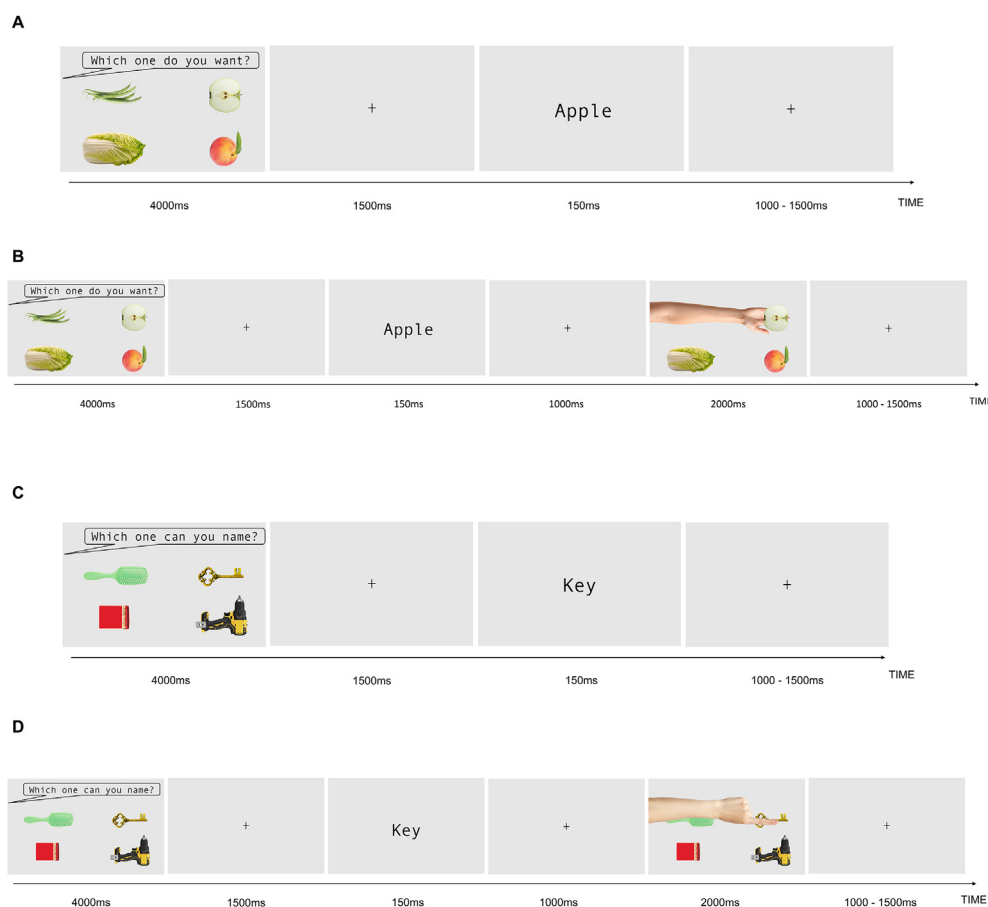 A
Which one do you want?
+
Apple
+
4000ms
1500ms
150ms
1000 - 1500ms
TIME
B
Which one do you want?
+
Apple
+
+
4000ms
1500ms
150ms
1000ms
2000ms
1000 - 1500ms
TIM
C
Which one can you name?
+
Key
+
4000ms
1500ms
150ms
1000 - 1500ms
TIME
D
Which one can you name?
+
Key
+
+
4000ms
1500ms
150ms
1000ms
2000ms
1000 - 1500ms
TIME